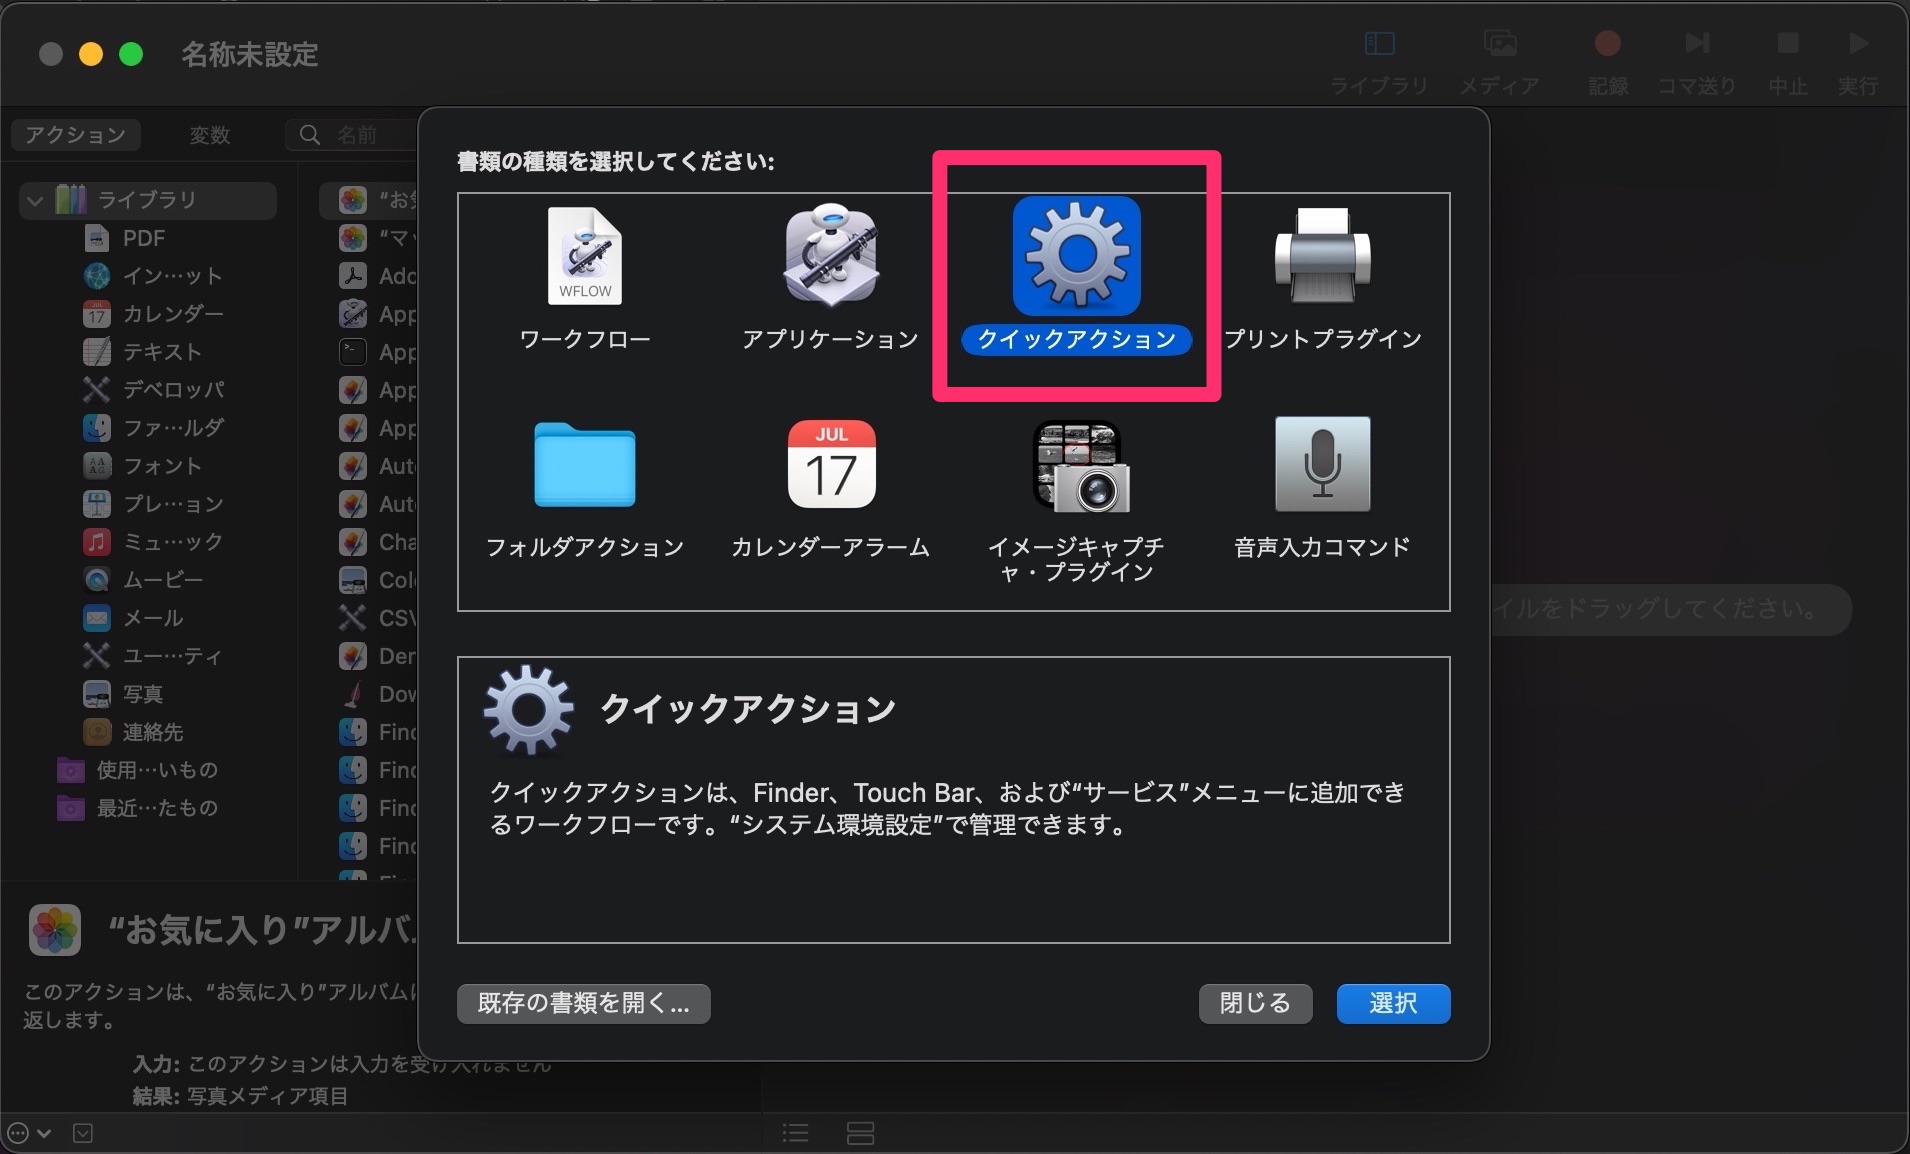 名称未設定
ライブラリ
メディア
記録
コマ送り
中止
実行
アクション
変数
名前
書類の種類を選択してください:
WFLOW
ワークフロー
アプリケーション
クイックアクション
プリントプラグイン
フォルダアクション
JUL
17
カレンダーアラーム
イメージキャプチ
ャ・プラグイン
音声入力コマンド
クイックアクション
クイックアクションは、Finder、Touch Bar、および“サービス”メニューに追加でき
るワークフローです。“システム環境設定”で管理できます。
既存の書類を開く...
閉じる
選択
ライブラリ
PDF
イン…ット
JUL
17
カレンダー
テキスト
デベロッパ
ファ…ルダ
フォント
プレ…ョン
ミュ…ック
ムービー
メール
ユー…ティ
写真
連絡先
使用…いもの
最近…たもの
“お気
“マッ
Ado
App
App
App
App
Aut
Aut
Cha
Col
CSV
Der
Dow
Find
Find
Find
Find
イルをドラッグしてください。
“お気に入り”アルバ
このアクションは、“お気に入り”アルバムに
返します。
入力: このアクションは入力を受け入れません
結果: 写真メディア項目